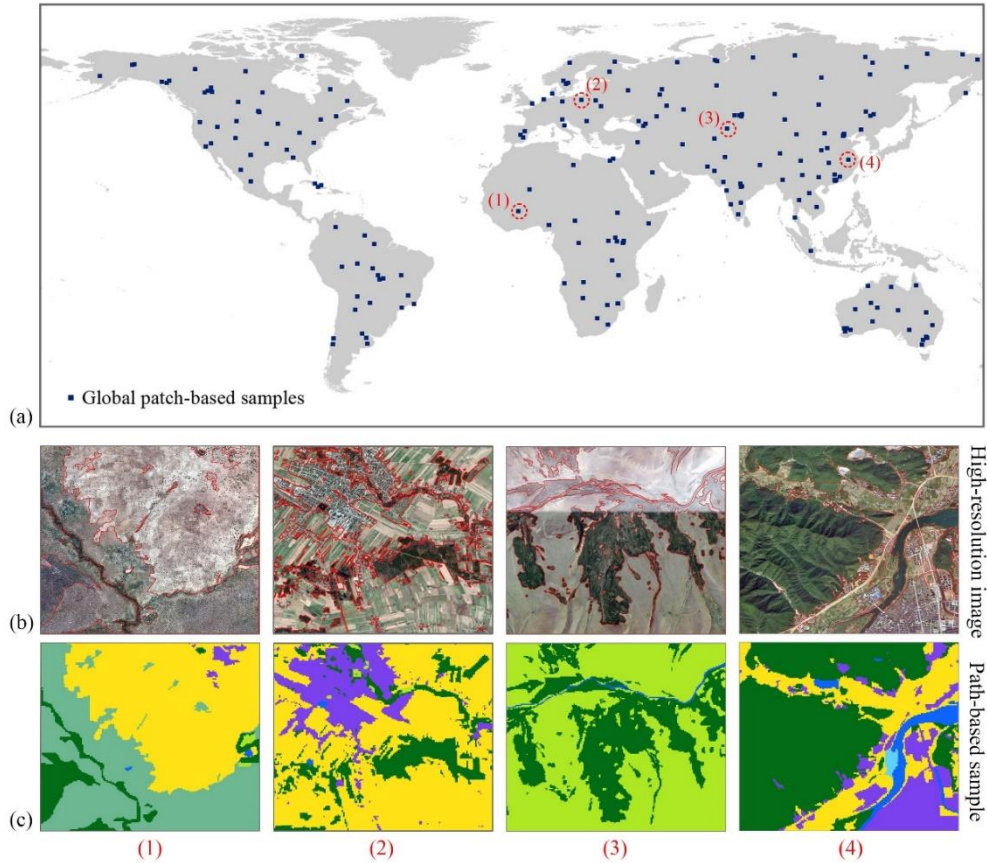 (2)
(3)
(4)
(1)
Global patch-based samples
(a)
High-resolution image
(b)
Path-based sample
(c)
(1)
(2)
(3)
(4)